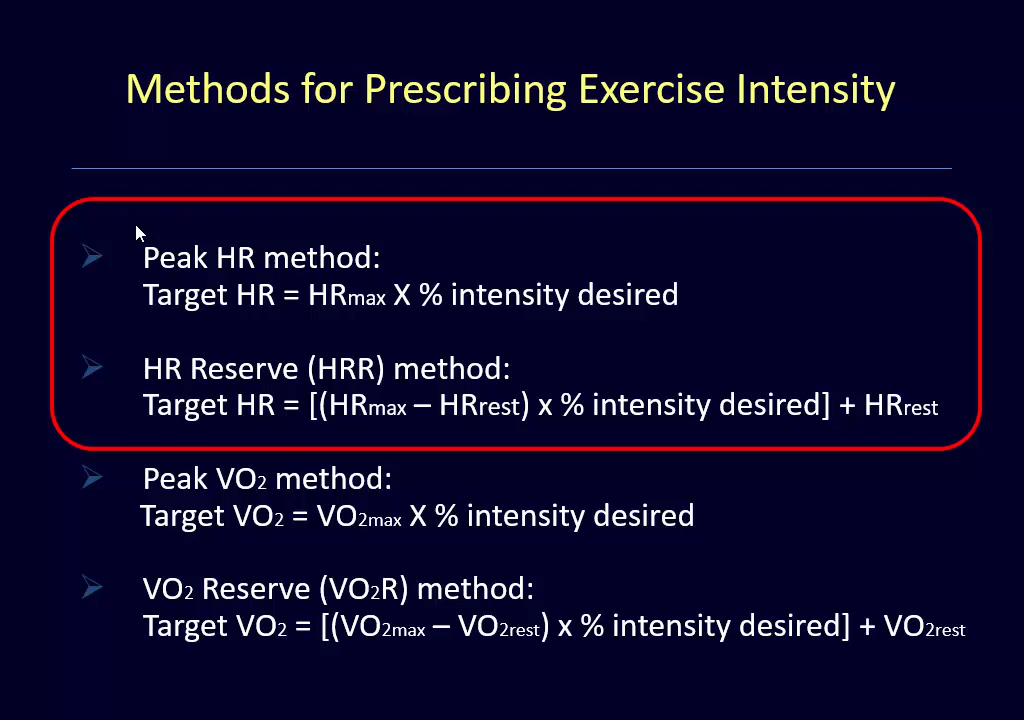 Methods for Prescribing Exercise Intensity
Peak HR method:
Target HR = HRmax X % intensity desired
HR Reserve (HRR) method:
Target HR = [(HRmax – HRrest) x % intensity desired] + HRrest
Peak VO2 method:
Target VO2 = VO2max X % intensity desired
VO2 Reserve (VO2R) method:
Target VO2 = [(VO2max – VO2rest) x % intensity desired] + VO2rest